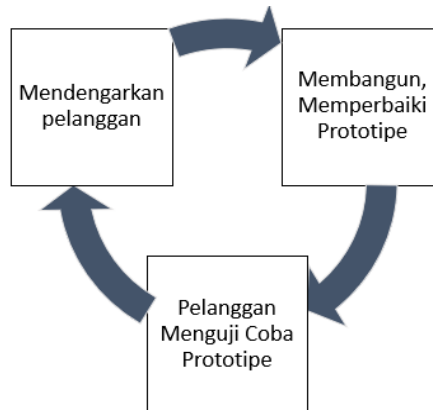 Mendengarkan
pelanggan
Membangun,
Memperbaiki
Prototipe
Pelanggan
Menguji Coba
Prototipe